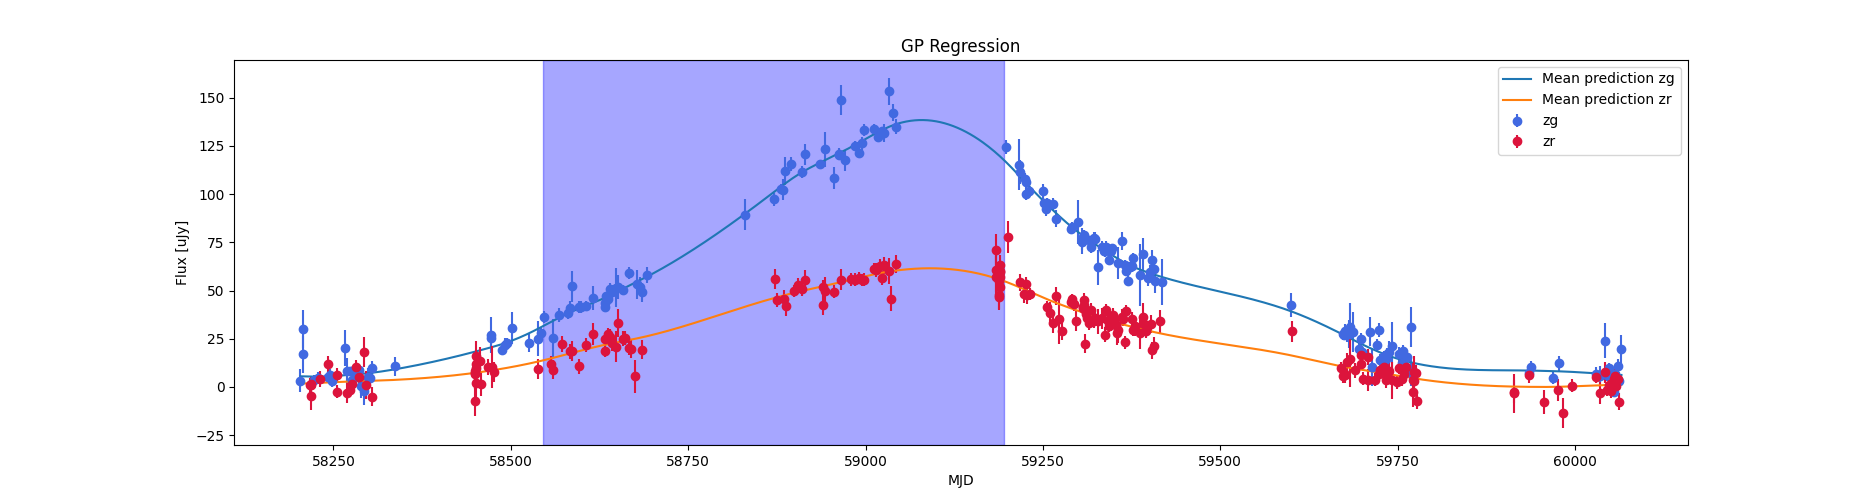 GP Regression
Flux [uJy]
150
125
100
75
50
25
0
−25
Mean prediction zg
Mean prediction zr
zg
zr
58250 58500 58750 59000 59250 59500 59750 60000
MJD